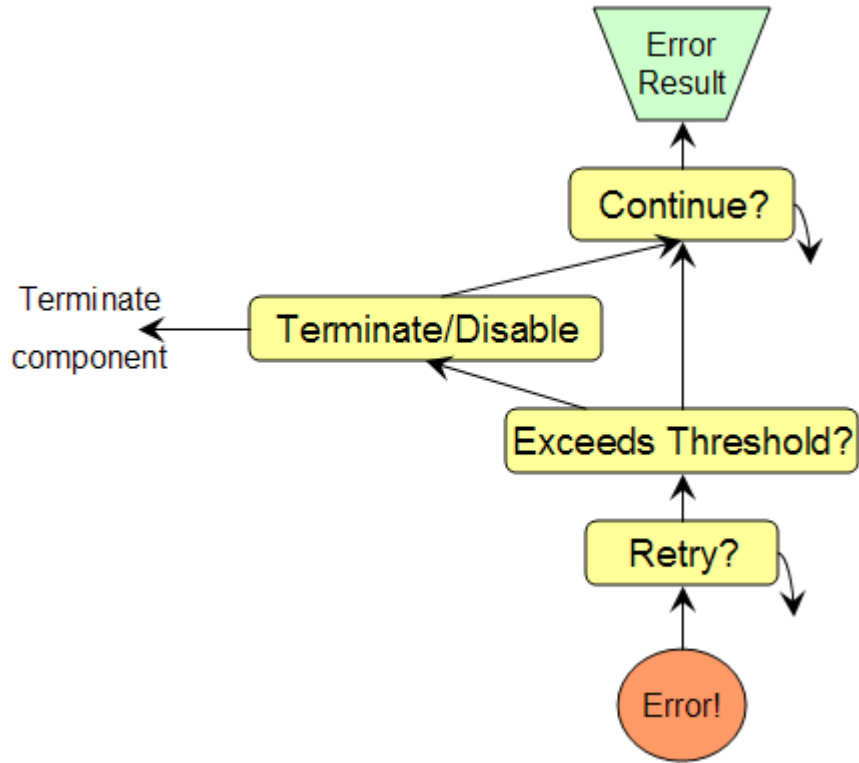 Error
Result
Continue?
Terminate
component
Terminate/Disable
Exceeds Threshold?
Retry?
Error!